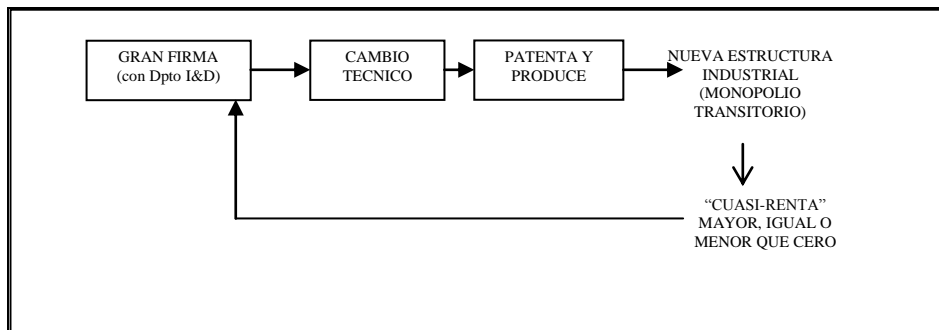 GRAN FIRMA
(con Dpto I&D)
CAMBIO
TECNICO
PATENTA Y
PRODUCE
NUEVA ESTRUCTURA
INDUSTRIAL
(MONOPOLIO
TRANSITORIO)
“CUASI-RENTA”
MAYOR, IGUAL O
MENOR QUE CERO